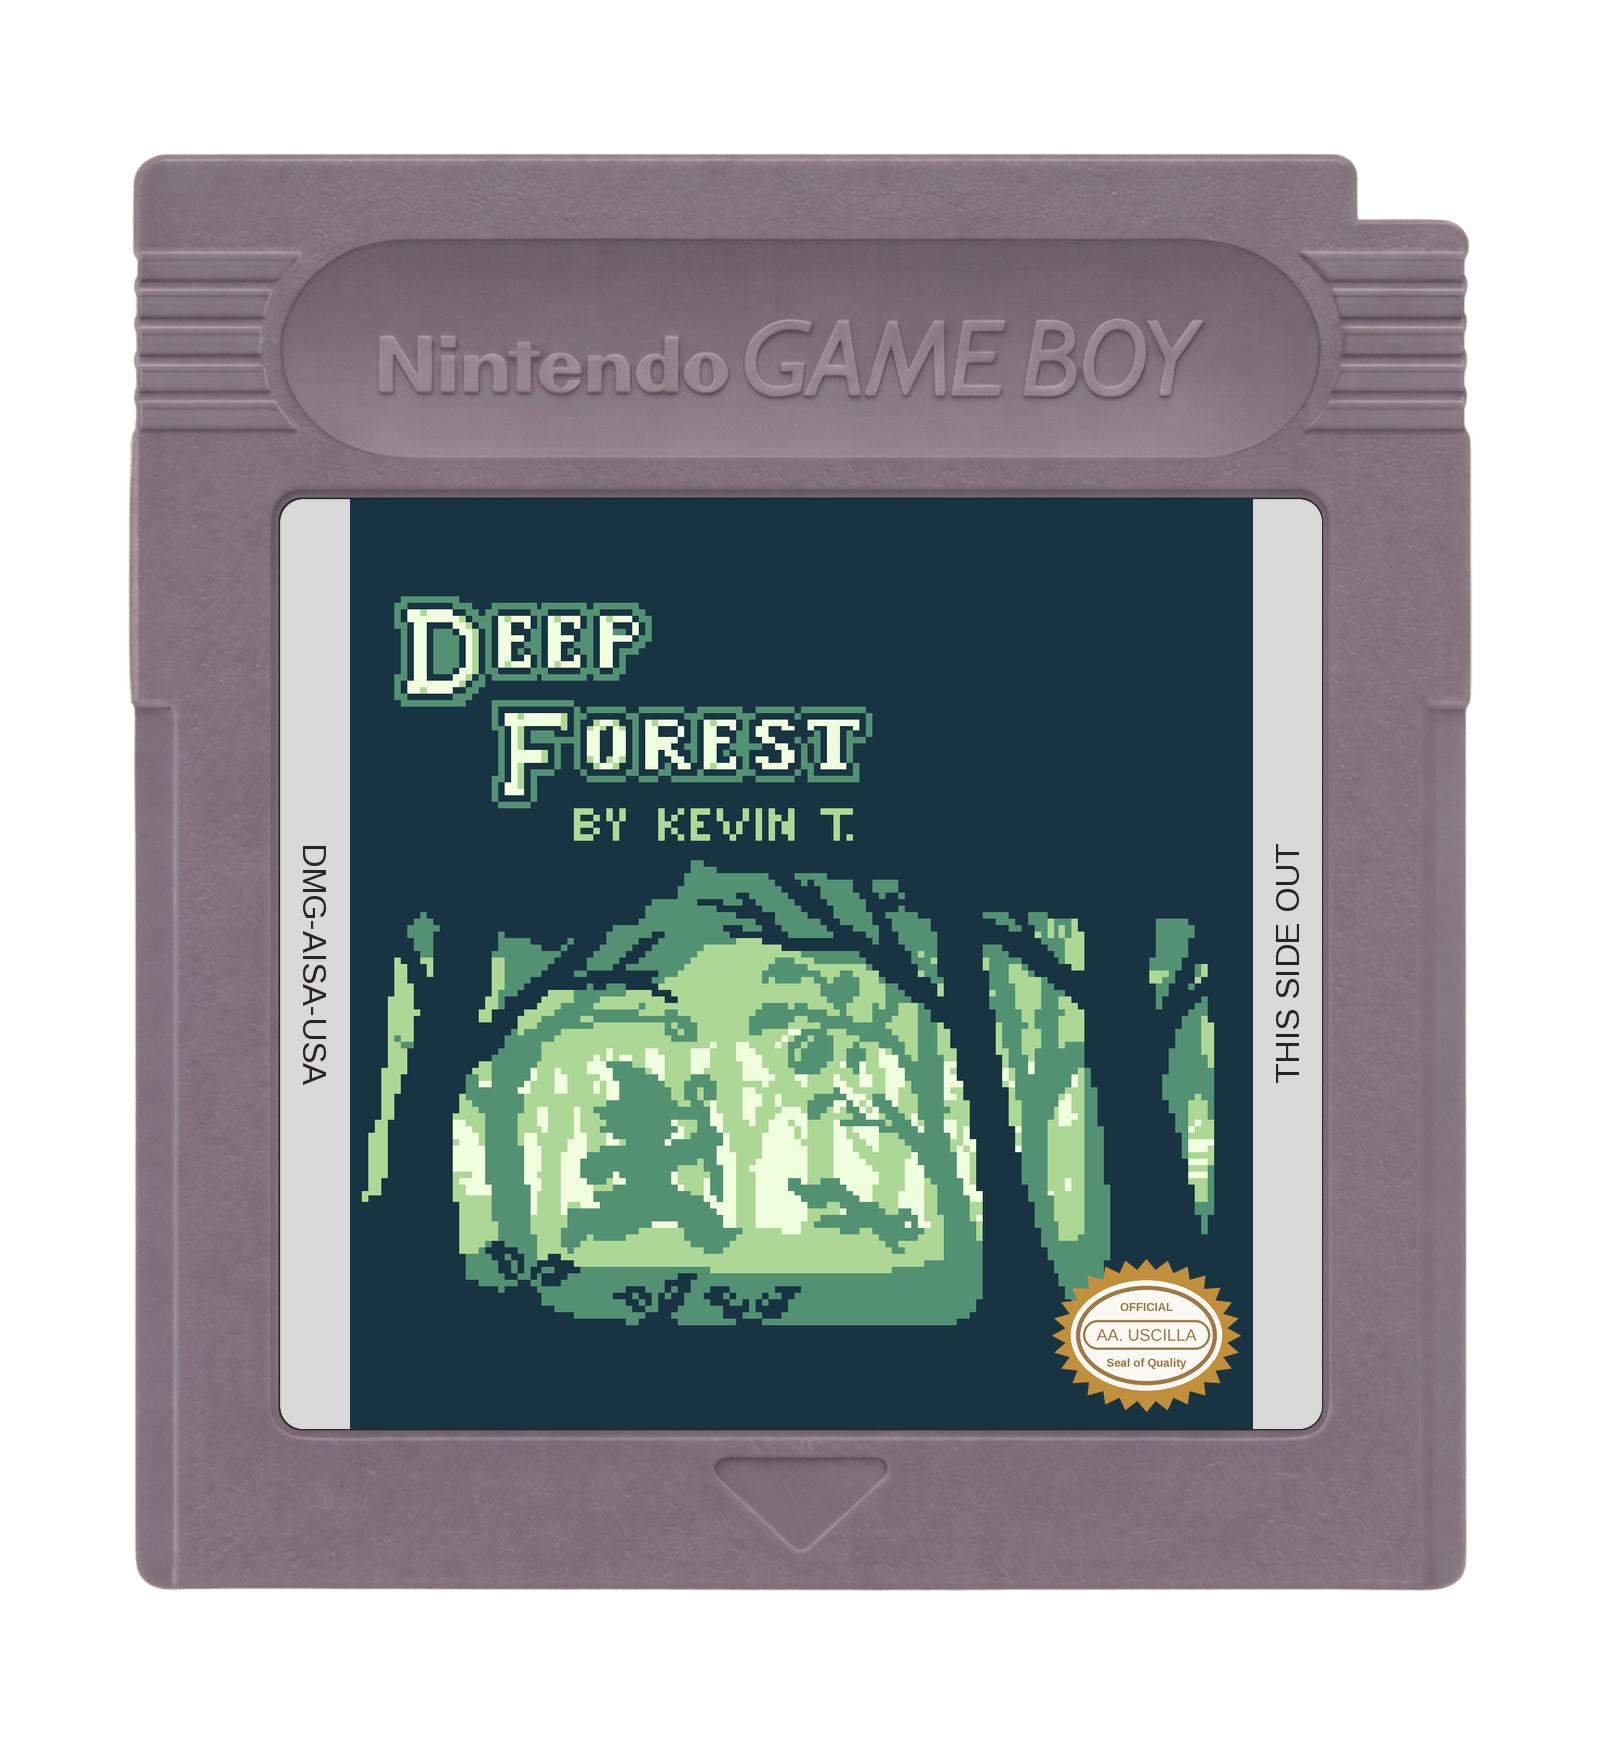 Nintendo GAME BOY
DEEP
FOREST
BY KEVIN T.
DMG-AISA-USA
THIS SIDE OUT
OFFICIAL
AA. USCILLA
Seal of Quality